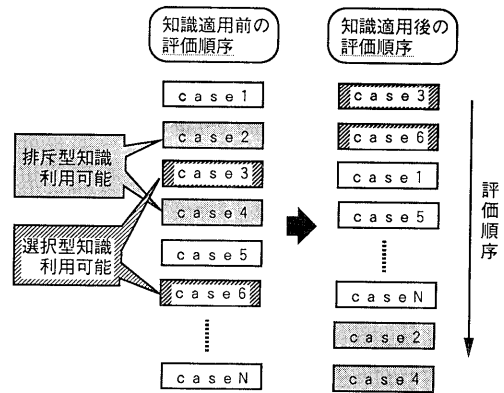 知識適用前の
評価順序
case1
case2
case3
case4
case5
case6
caseN
排斥型知識
利用可能
選択型知識
利用可能
知識適用後の
評価順序
case3
case6
case1
case5
caseN
case2
case4
評価順序